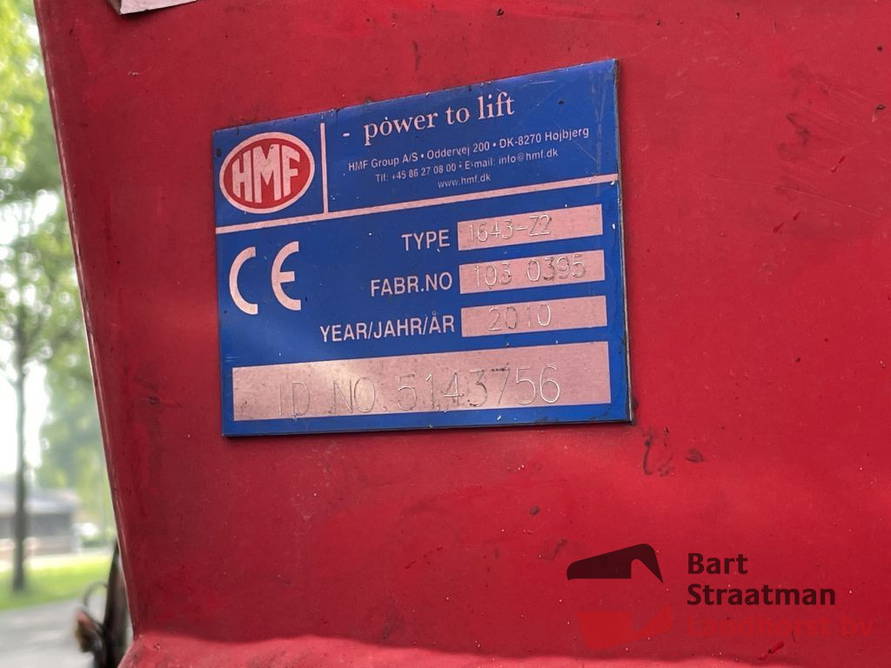 - power to lift
HMF
HMF Group A/S • Oddervej 200 • DK-8270 Højbjerg
Tlf: +45 86 27 08 00 • E-mail: info@hmf.dk
www.hmf.dk
CE
TYPE 1643-Z2
FABR.NO 103 0395
YEAR/JAHR/ÅR 2010
ID NO. 5143756
Bart
Straatman
bv